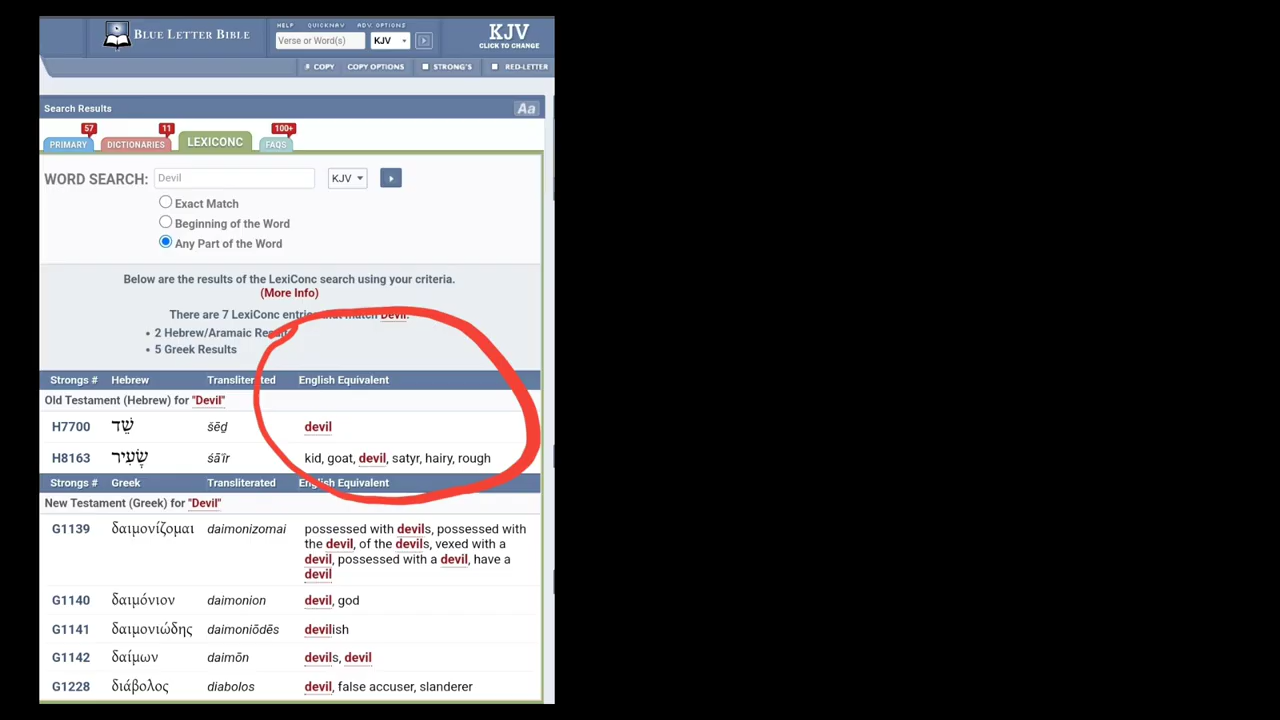 HELP QUICKNAV ADV. OPTIONS
BLUE LETTER BIBLE
Verse or Word(s) KJV
KJV
CLICK TO CHANGE
COPY COPY OPTIONS STRONG'S RED-LETTER
Search Results Aa
57 11 100+
PRIMARY DICTIONARIES LEXICONC FAQS
WORD SEARCH: Devil KJV
Exact Match
Beginning of the Word
Any Part of the Word
Below are the results of the LexiConc search using your criteria.
(More Info)
There are 7 LexiConc entries that match Devil.
• 2 Hebrew/Aramaic Results
• 5 Greek Results
Strongs # Hebrew Transliterated English Equivalent
Old Testament (Hebrew) for "Devil"
H7700 שֵׁד šēḏ devil
H8163 שָׂעִיר śāʿîr kid, goat, devil, satyr, hairy, rough
Strongs # Greek Transliterated English Equivalent
New Testament (Greek) for "Devil"
G1139 δαιμονίζομαι daimonizomai possessed with devils, possessed with
the devil, of the devils, vexed with a
devil, possessed with a devil, have a
devil
G1140 δαιμόνιον daimonion devil, god
G1141 δαιμονιώδης daimoniōdēs devilish
G1142 δαίμων daimōn devils, devil
G1228 διάβολος diabolos devil, false accuser, slanderer